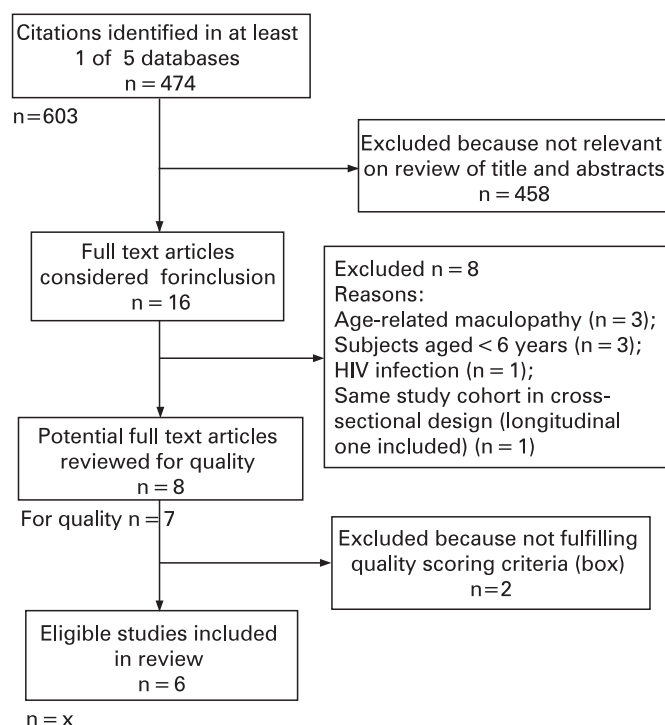 Citations identified in at least
1 of 5 databases
n = 474
n=603
Excluded because not relevant
on review of title and abstracts
n = 458
Full text articles
considered forinclusion
n = 16
Excluded n = 8
Reasons:
Age-related maculopathy (n = 3);
Subjects aged < 6 years (n = 3);
HIV infection (n = 1);
Same study cohort in cross-
sectional design (longitudinal
one included) (n = 1)
Potential full text articles
reviewed for quality
n = 8
For quality n = 7
Excluded because not fulfilling
quality scoring criteria (box)
n=2
Eligible studies included
in review
n = 6
n = x